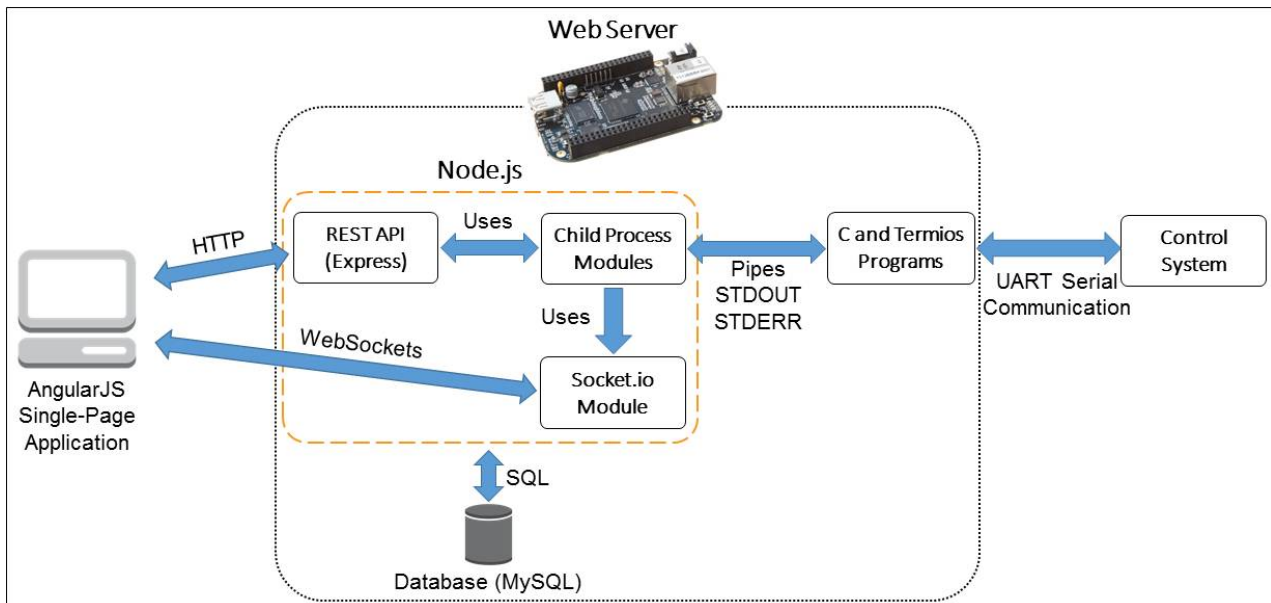 Web Server
Node.js
HTTP
REST API
(Express)
Uses
Child Process
Modules
Pipes
STDOUT
STDERR
C and Termios
Programs
UART Serial
Communication
Control
System
Uses
WebSockets
Socket.io
Module
AngularJS
Single-Page
Application
SQL
Database (MySQL)